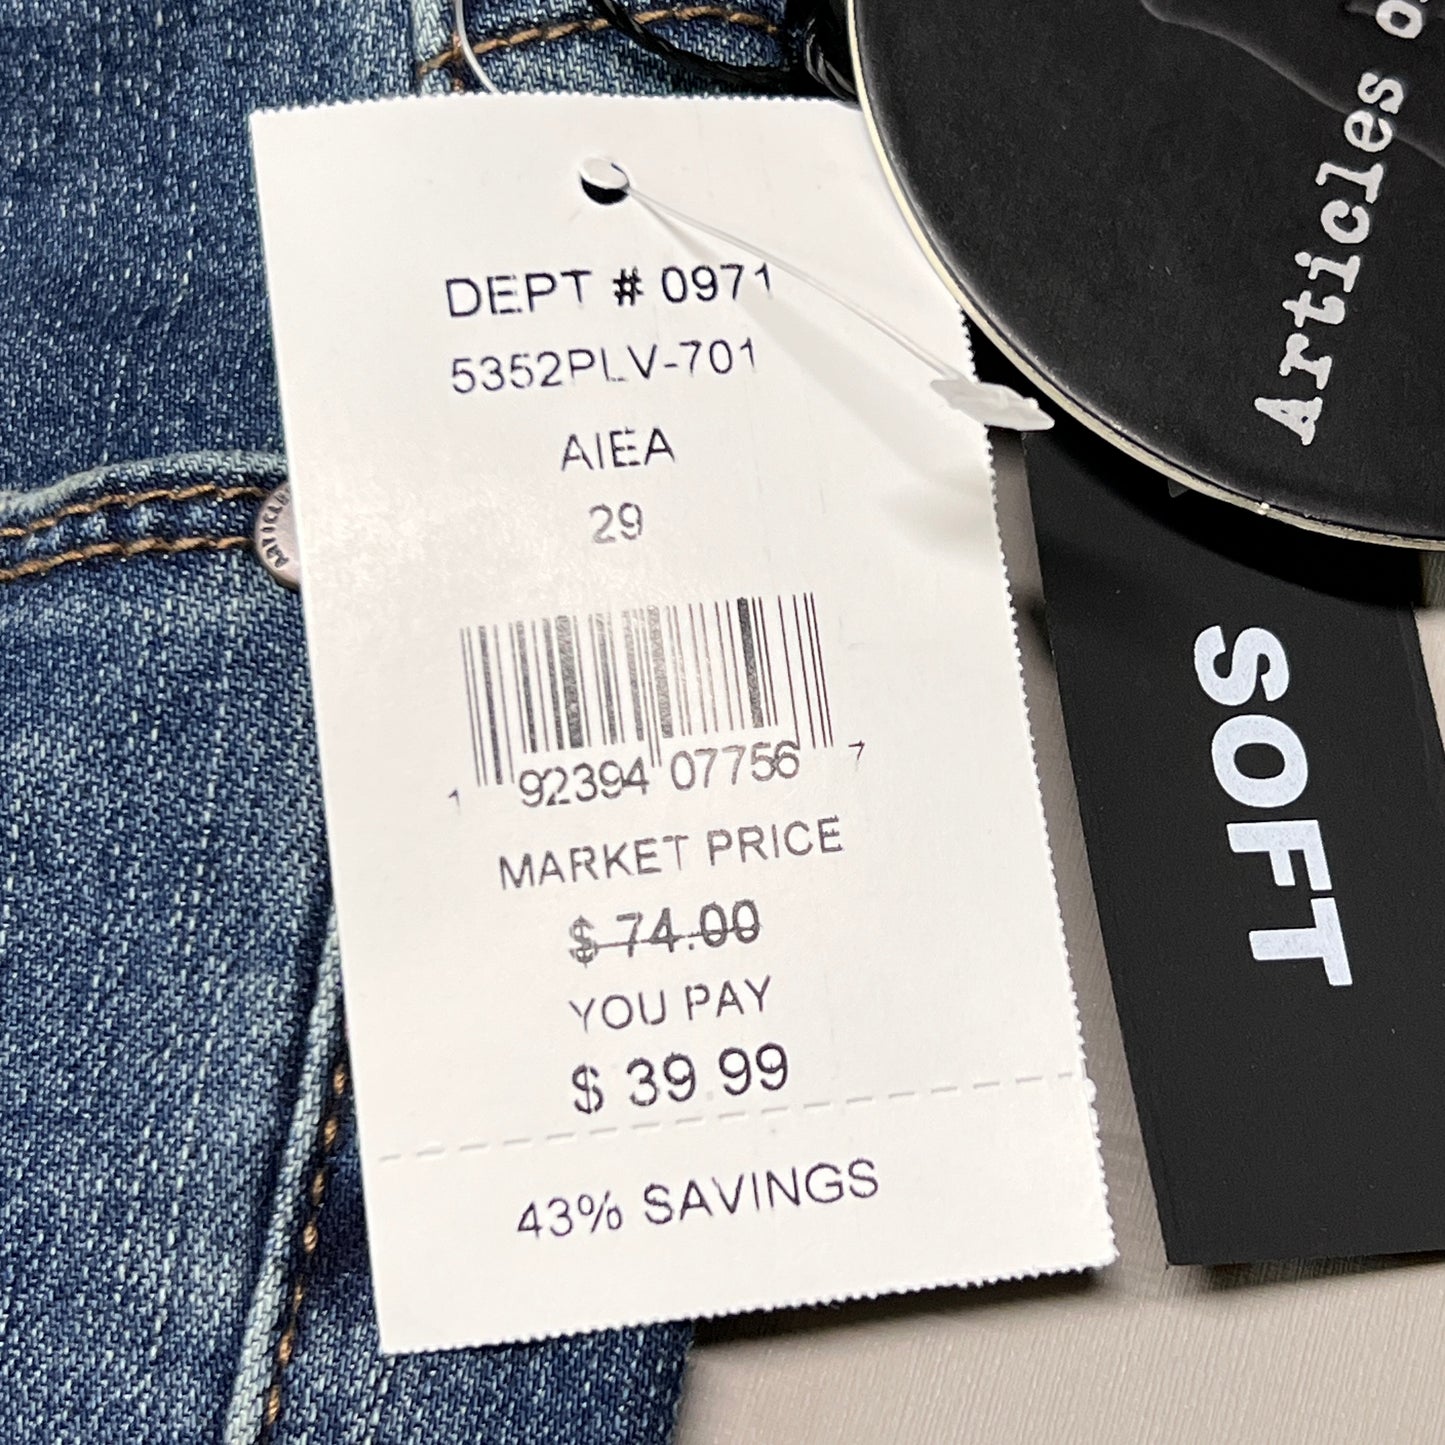 DEPT # 0971
5352PLV-701
AIEA
29
1 92394 07756 7
MARKET PRICE
$ 74.00
YOU PAY
$ 39.99
43% SAVINGS
Articles
SOFT